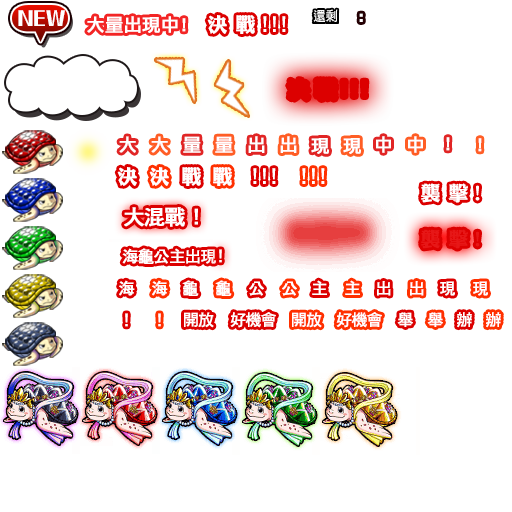 NEW
大量出現中! 決戰!!! 還剩 8
決戰!!!
大大量量出出現現中中!!
決決戰戰!!! !!!
襲擊!
大混戰!
襲擊!
海龜公主出現!
海海龜龜公公主主出出現現
!! 開放 好機會 開放 好機會 舉舉辦辦